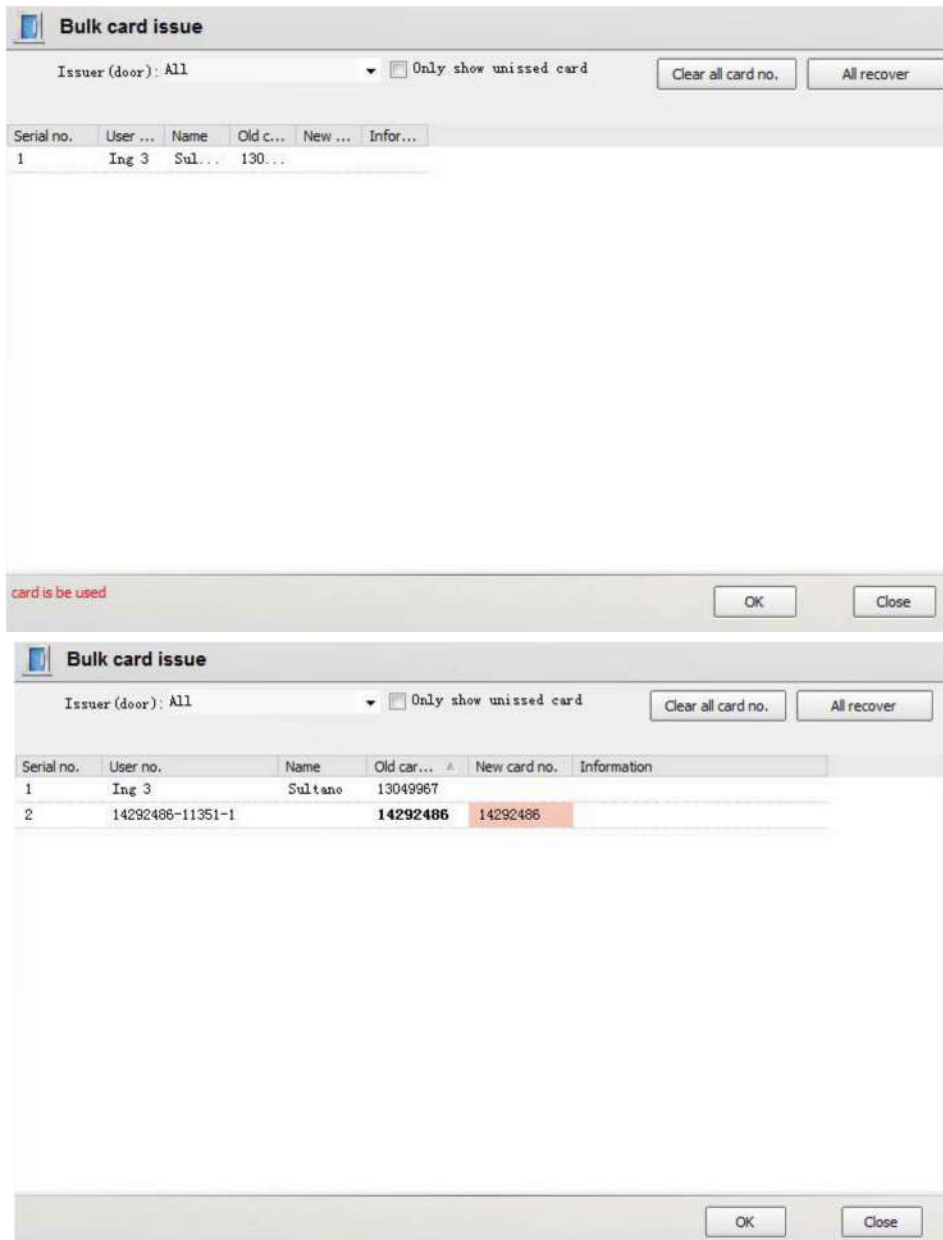 Bulk card issue
Issuer(door): All Only show unissed card Clear all card no. All recover
Serial no. User ... Name Old c... New ... Infor...
1 Ing 3 Sul... 130...
card is be used OK Close
Bulk card issue
Issuer(door): All Only show unissed card Clear all card no. All recover
Serial no. User no. Name Old car... New card no. Information
1 Ing 3 Sultano 13049967
2 14292486-11351-1 14292486 14292486
OK Close